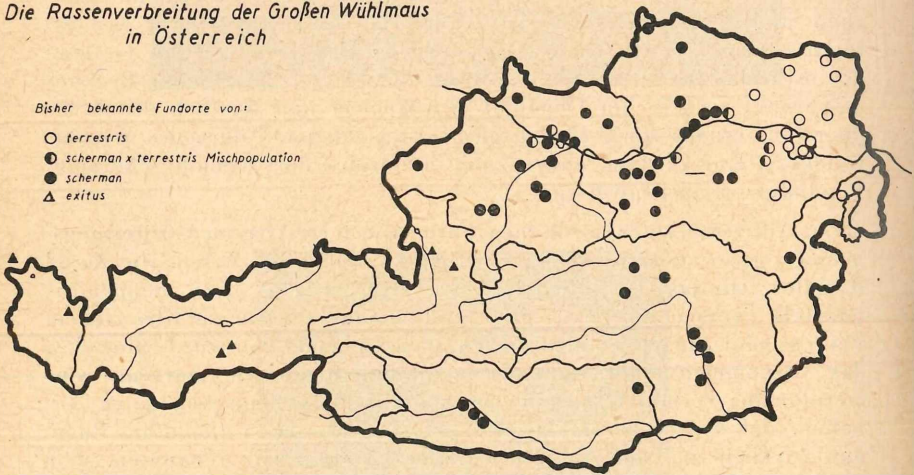 Die Rassenverbreitung der Großen Wühlmaus
in Österreich
Bisher bekannte Fundorte von:
terrestris
scherman x terrestris Mischpopulation
scherman
exitus